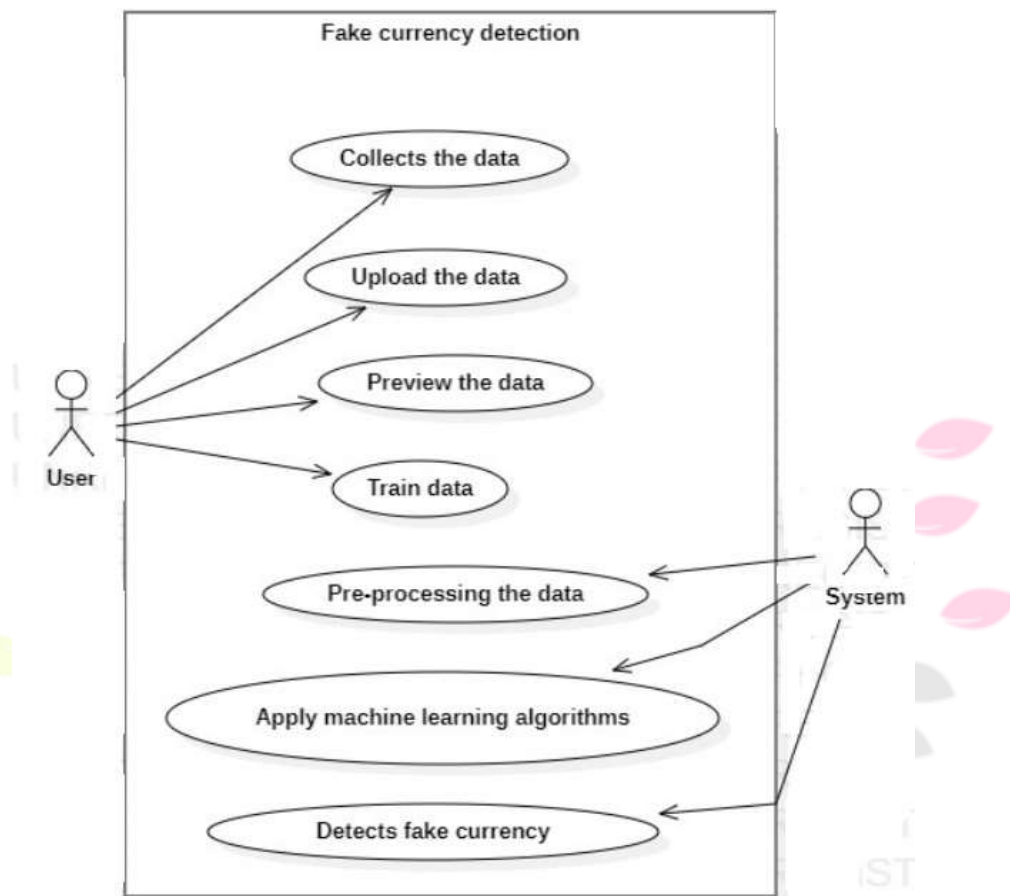 Fake currency detection
Collects the data
Upload the data
Preview the data
User
Train data
Pre-processing the data
System
Apply machine learning algorithms
Detects fake currency